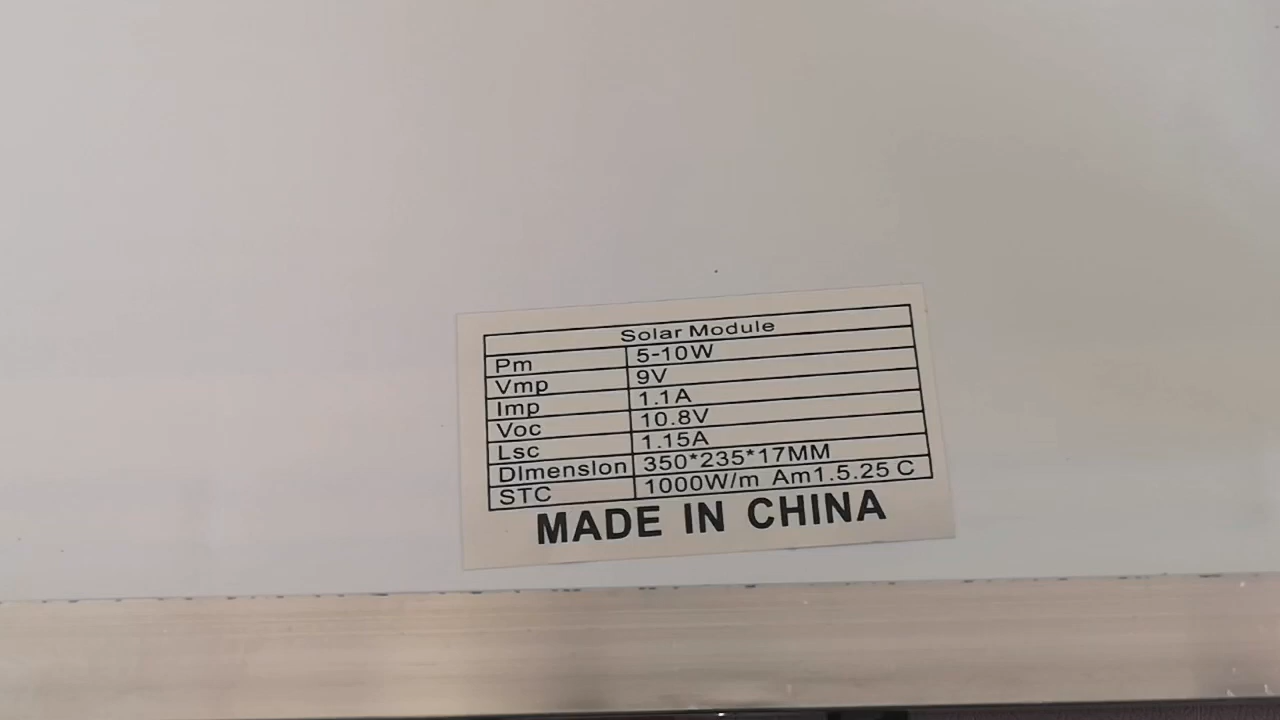 Solar Module
Pm 5-10W
Vmp 9V
Imp 1.1A
Voc 10.8V
Lsc 1.15A
DImensIon 350*235*17MM
STC 1000W/m Am1.5.25 C
MADE IN CHINA